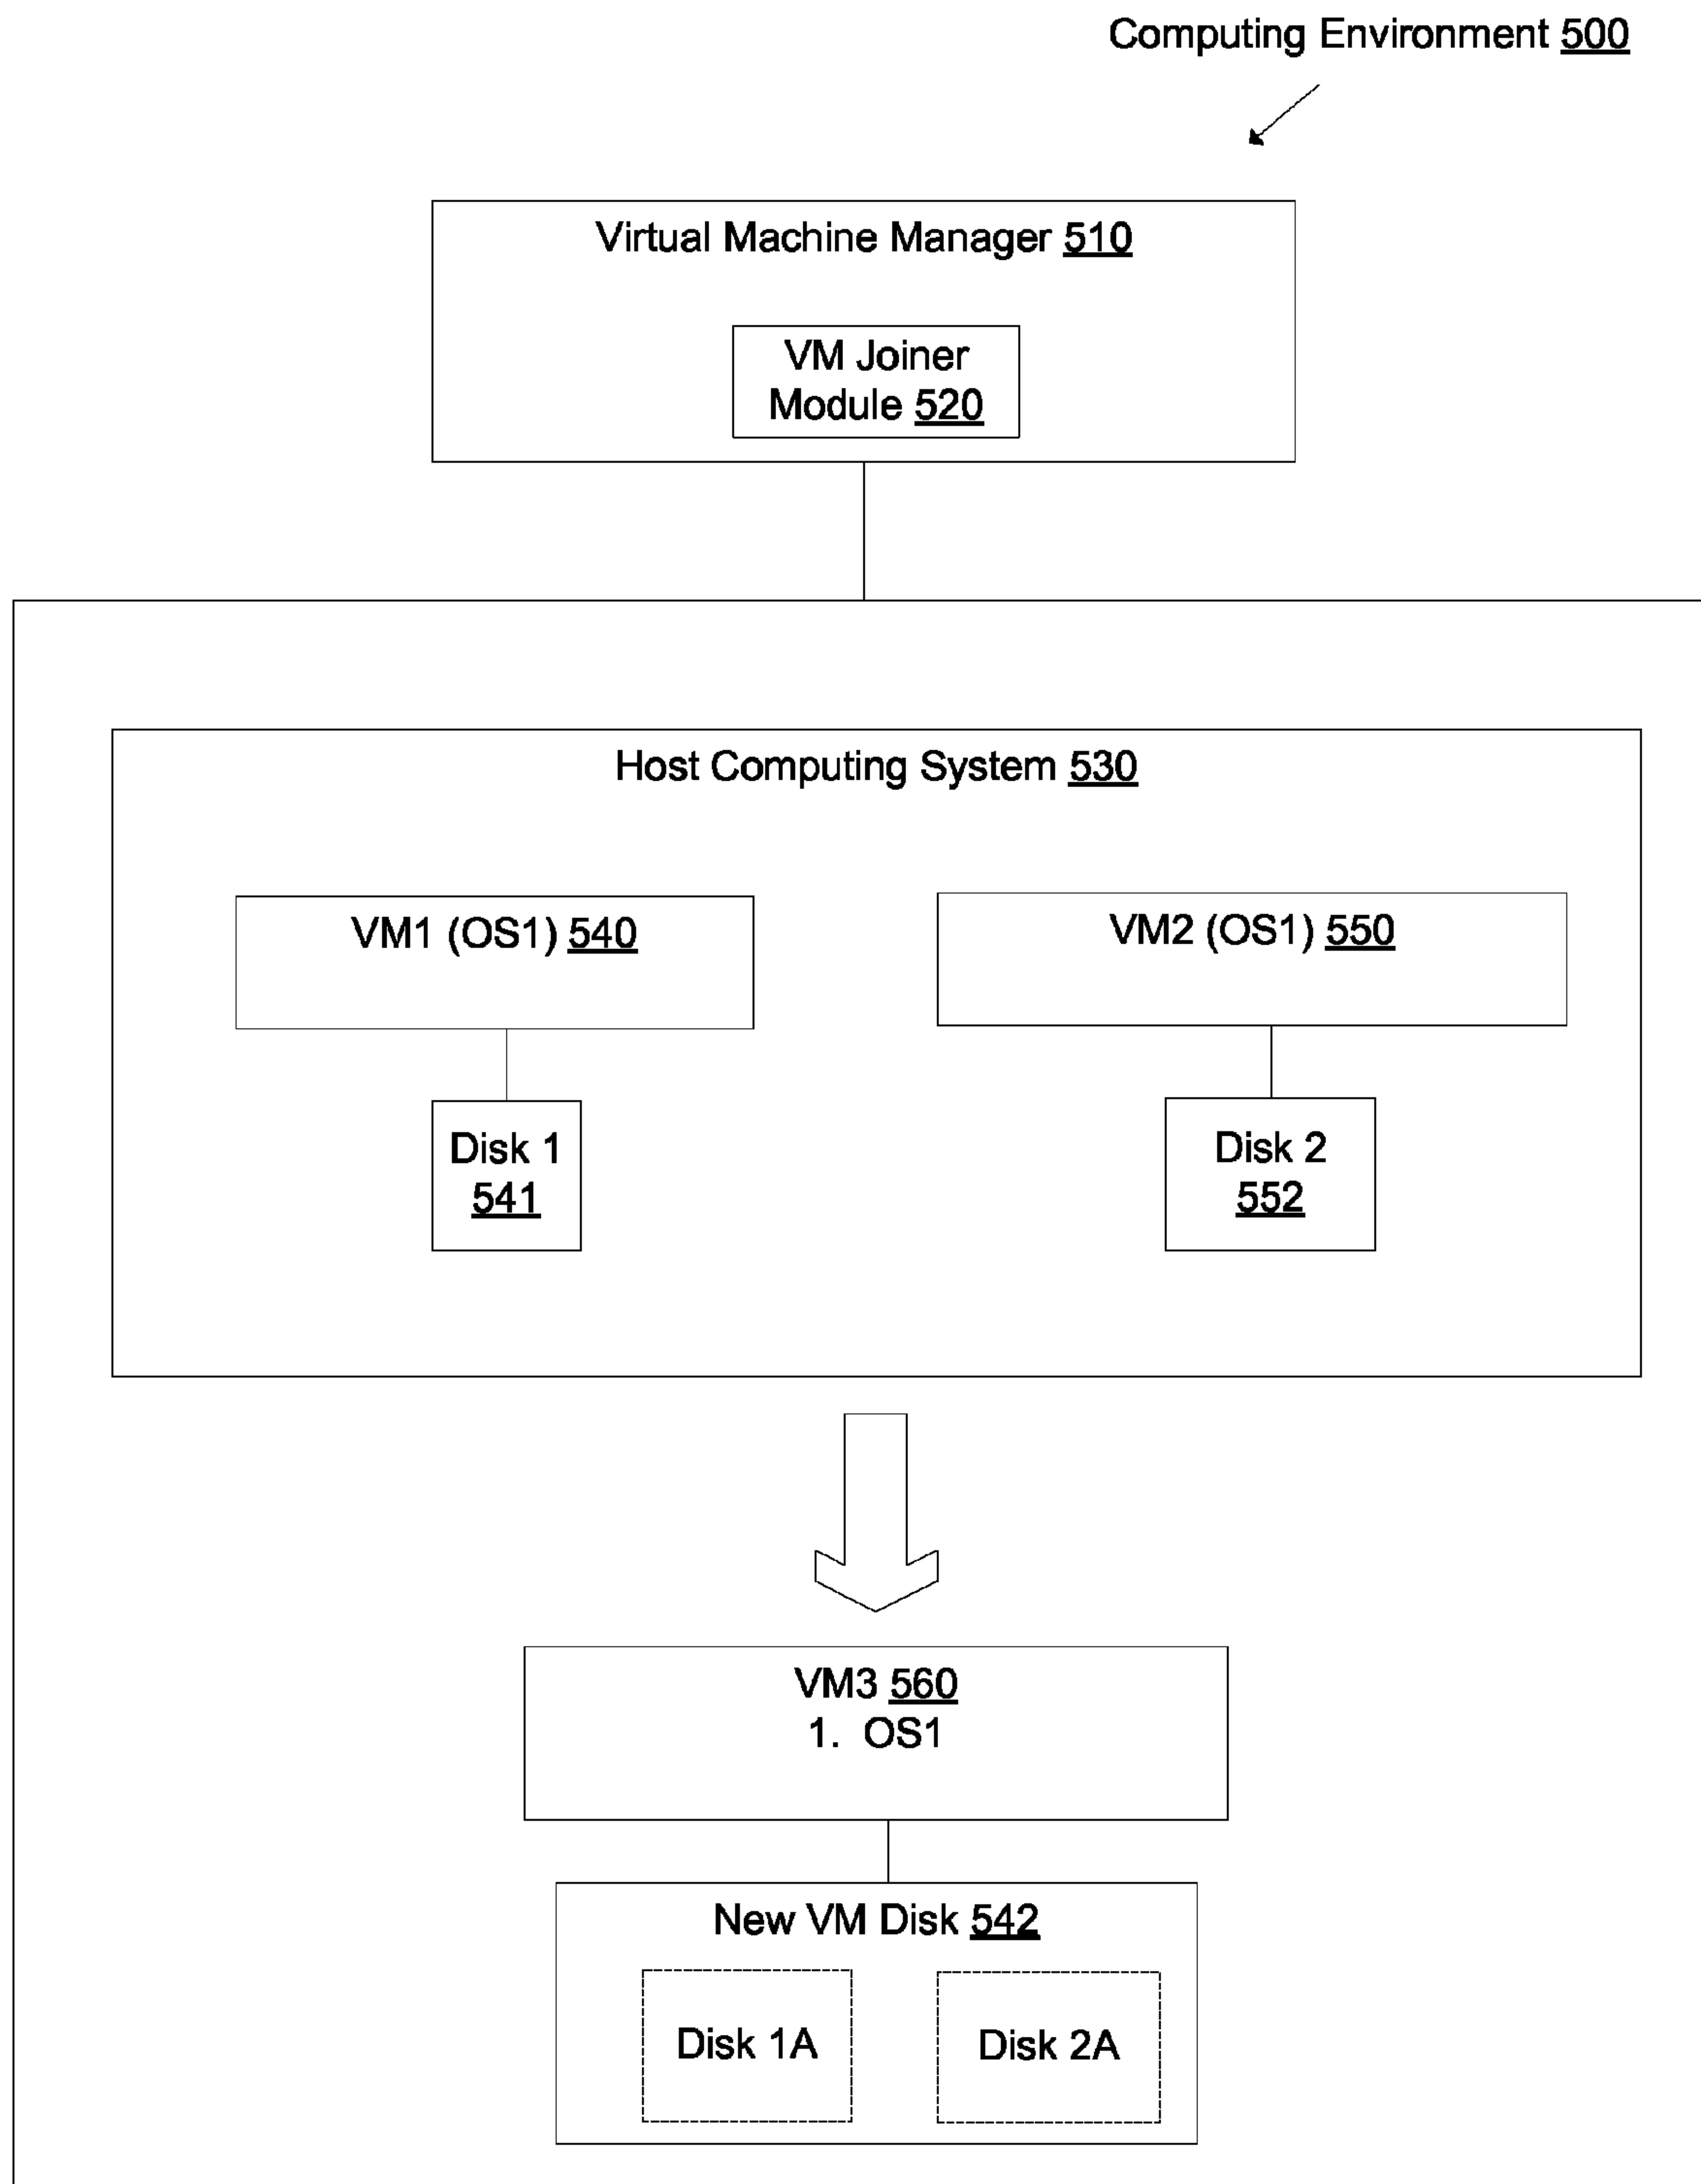 Computing Environment 500
Virtual Machine Manager 510
VM Joiner
Module 520
Host Computing System 530
VM1 (OS1) 540
VM2 (OS1) 550
Disk 1
541
Disk 2
552
VM3 560
1. OS1
New VM Disk 542
Disk 1A
Disk 2A